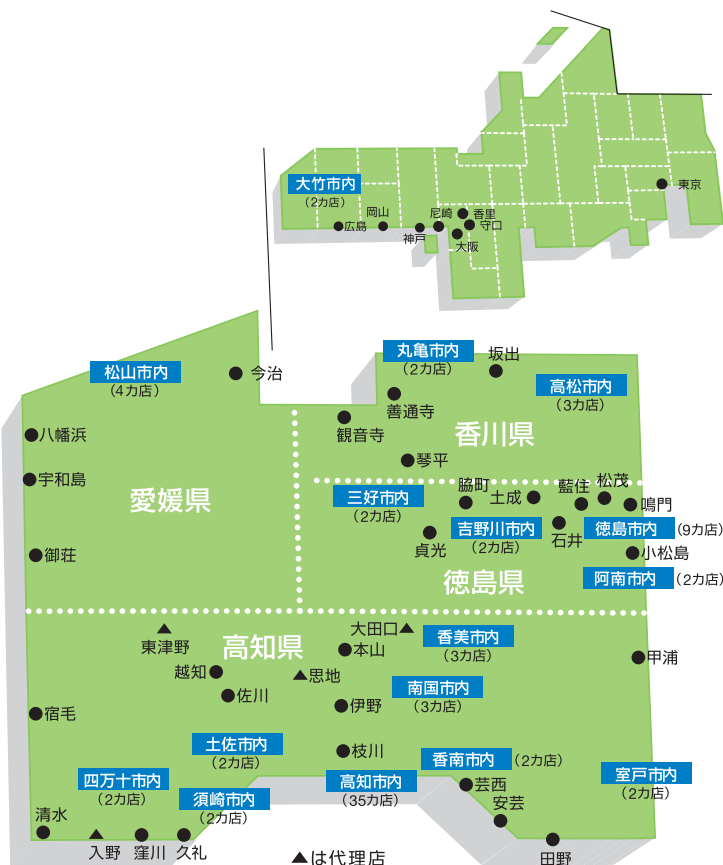 大竹市内
（2カ店）
広島
岡山
神戸
尼崎
香里
守口
大阪
東京
松山市内
（4カ店）
今治
丸亀市内
（2カ店）
坂出
高松市内
（3カ店）
善通寺
観音寺
香川県
琴平
八幡浜
宇和島
愛媛県
御荘
三好市内
（2カ店）
脇町
土成
藍住
松茂
鳴門
吉野川市内
（2カ店）
貞光
石井
徳島市内
（9カ店）
小松島
徳島県
阿南市内
（2カ店）
東津野
高知県
大田口
本山
香美市内
（3カ店）
甲浦
越知
思地
佐川
伊野
南国市内
（3カ店）
宿毛
土佐市内
（2カ店）
枝川
香南市内
（2カ店）
四万十市内
（2カ店）
須崎市内
（2カ店）
高知市内
（35カ店）
芸西
安芸
室戸市内
（2カ店）
清水
入野
窪川
久礼
田野
▲は代理店